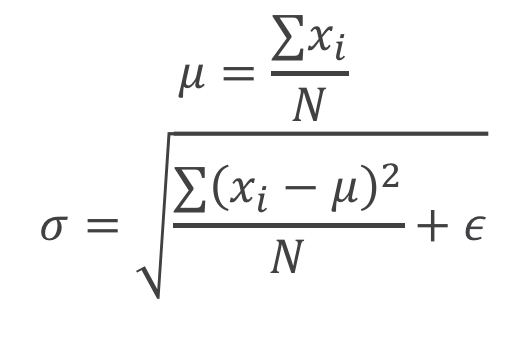 μ = ∑xᵢ / N
σ = √(∑(xᵢ − μ)² / N + ϵ)